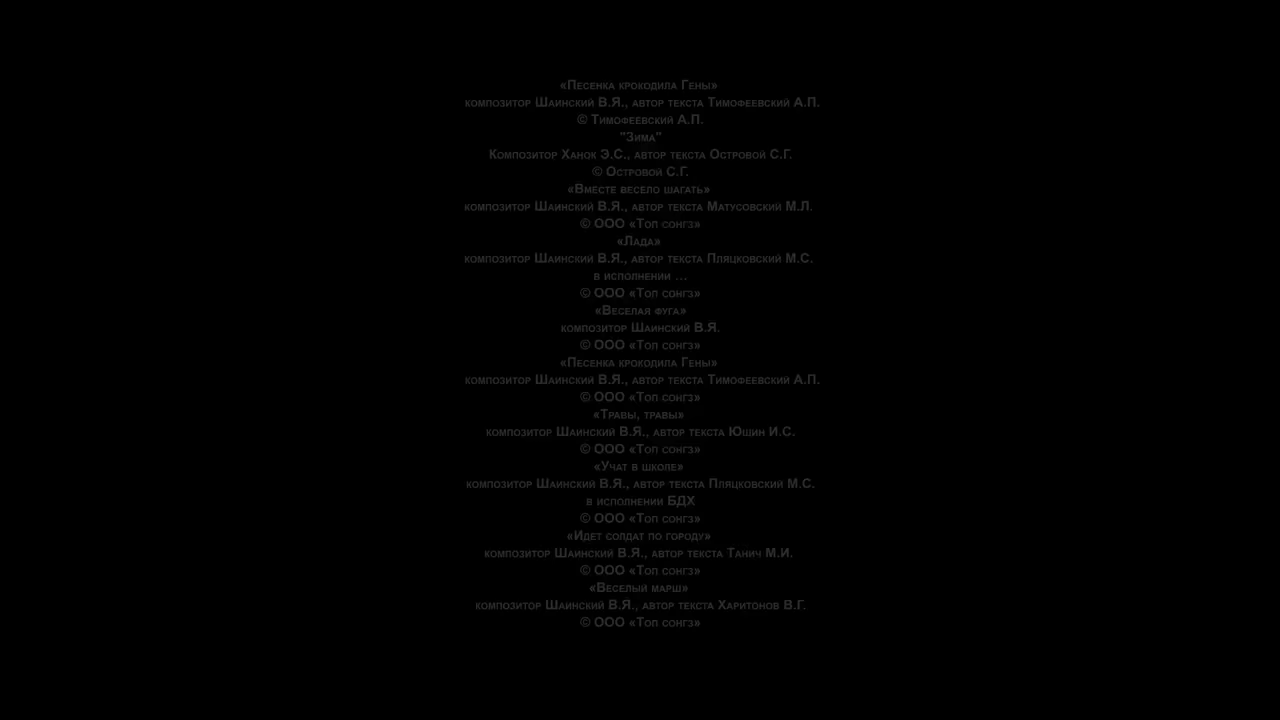 «Песенка крокодила Гены»
композитор Шаинский В.Я., автор текста Тимофеевский А.П.
© Тимофеевский А.П.
"Зима"
Композитор Ханок Э.С., автор текста Островой С.Г.
© Островой С.Г.
«Вместе весело шагать»
композитор Шаинский В.Я., автор текста Матусовский М.Л.
© ООО «Топ сонгз»
«Лада»
композитор Шаинский В.Я., автор текста Пляцковский М.С.
в исполнении ...
© ООО «Топ сонгз»
«Веселая фуга»
композитор Шаинский В.Я.
© ООО «Топ сонгз»
«Песенка крокодила Гены»
композитор Шаинский В.Я., автор текста Тимофеевский А.П.
© ООО «Топ сонгз»
«Травы, травы»
композитор Шаинский В.Я., автор текста Юшин И.С.
© ООО «Топ сонгз»
«Учат в школе»
композитор Шаинский В.Я., автор текста Пляцковский М.С.
в исполнении БДХ
© ООО «Топ сонгз»
«Идет солдат по городу»
композитор Шаинский В.Я., автор текста Танич М.И.
© ООО «Топ сонгз»
«Веселый марш»
композитор Шаинский В.Я., автор текста Харитонов В.Г.
© ООО «Топ сонгз»